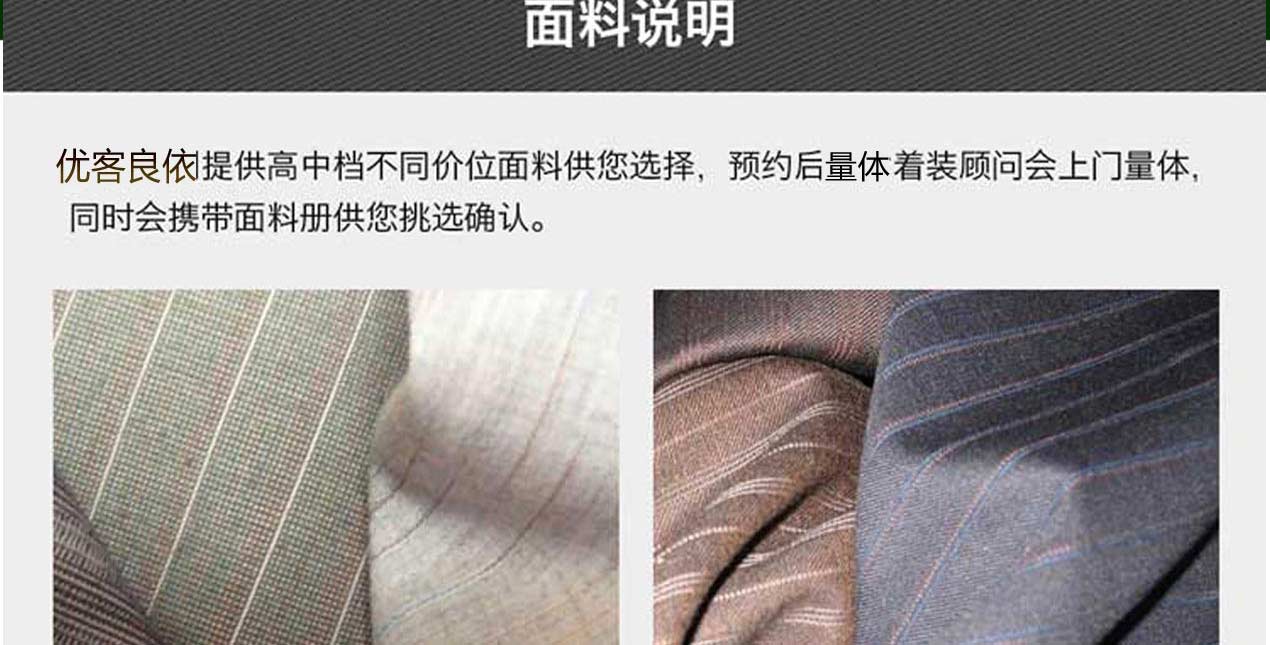 面料说明
优客良依提供高中档不同价位面料供您选择，预约后量体着装顾问会上门量体，
同时会携带面料册供您挑选确认。